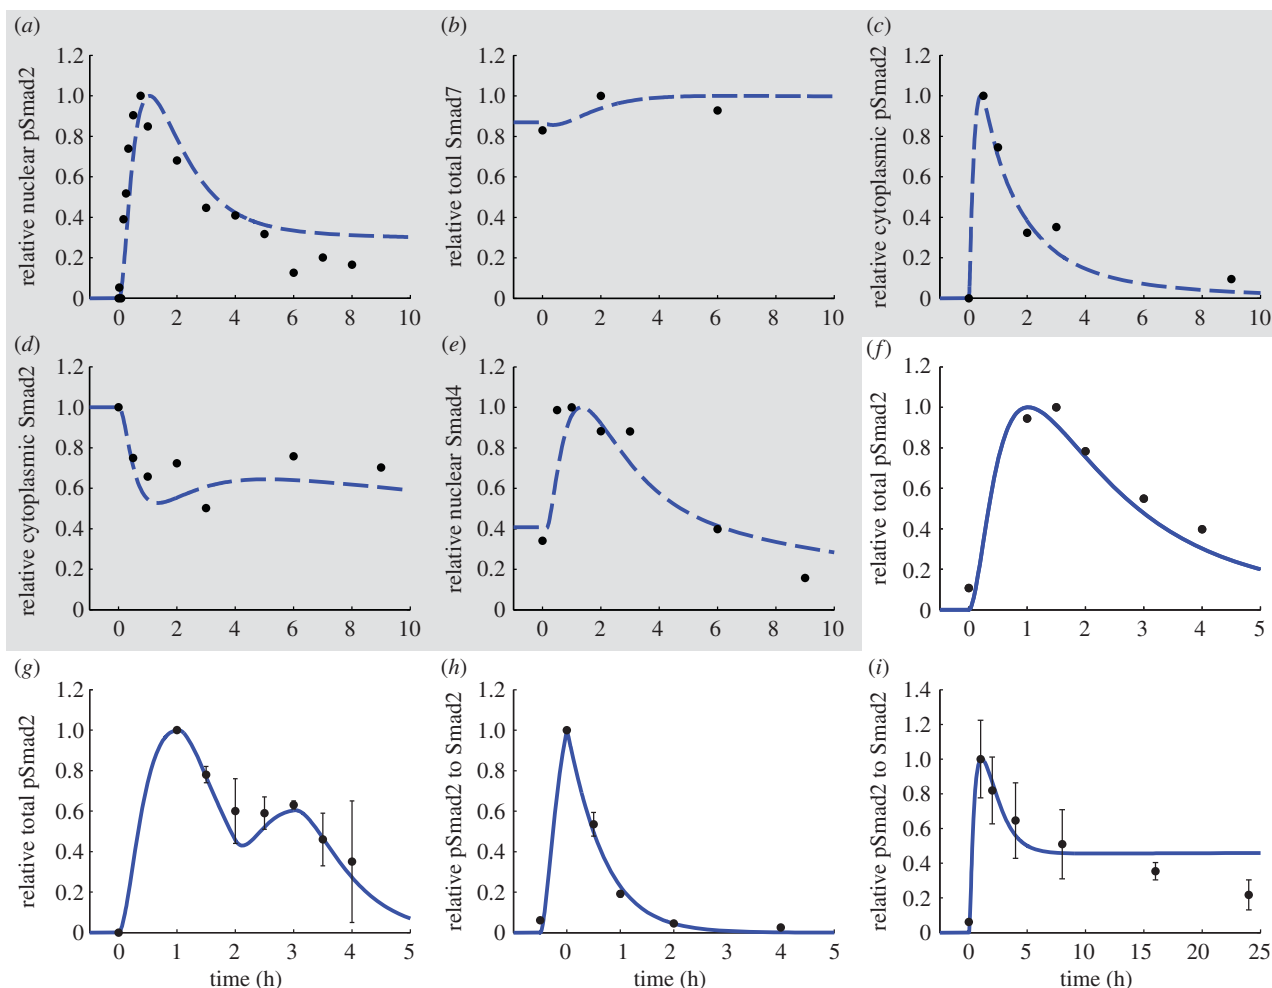 (a)
relative nuclear pSmad2
1.2
1.0
0.8
0.6
0.4
0.2
0
0 2 4 6 8 10
(b)
relative total Smad7
1.2
1.0
0.8
0.6
0.4
0.2
0
0 2 4 6 8 10
(c)
relative cytoplasmic pSmad2
1.2
1.0
0.8
0.6
0.4
0.2
0
0 2 4 6 8 10
(d)
relative cytoplasmic Smad2
1.2
1.0
0.8
0.6
0.4
0.2
0
0 2 4 6 8 10
(e)
relative nuclear Smad4
1.2
1.0
0.8
0.6
0.4
0.2
0
0 2 4 6 8 10
(f)
relative total pSmad2
1.2
1.0
0.8
0.6
0.4
0.2
0
0 1 2 3 4 5
(g)
relative total pSmad2
1.2
1.0
0.8
0.6
0.4
0.2
0
0 1 2 3 4 5
time (h)
(h)
relative pSmad2 to Smad2
1.2
1.0
0.8
0.6
0.4
0.2
0
0 1 2 3 4
time (h)
(i)
relative pSmad2 to Smad2
1.4
1.2
1.0
0.8
0.6
0.4
0.2
0
0 5 10 15 20 25
time (h)